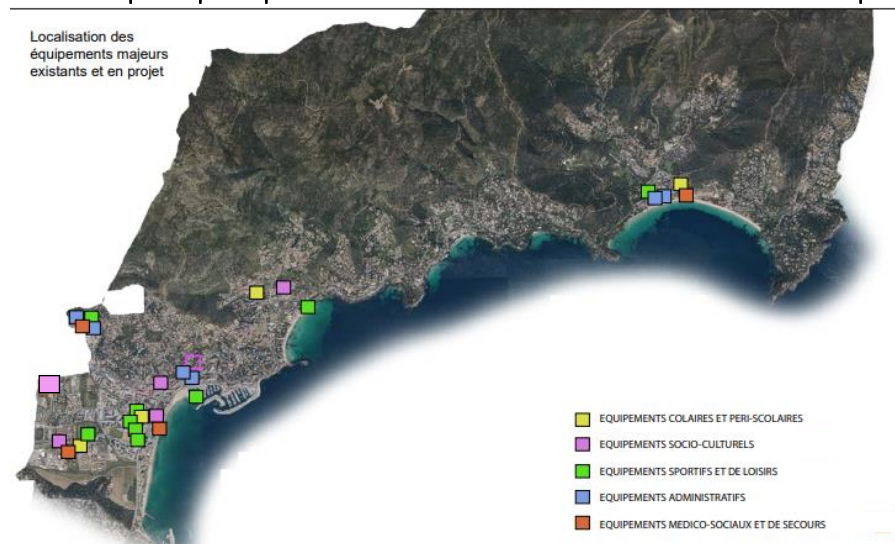 Localisation des
équipements majeurs
existants et en projet
EQUIPEMENTS COLAIRES ET PERI-SCOLAIRES
EQUIPEMENTS SOCIO-CULTURELS
EQUIPEMENTS SPORTIFS ET DE LOISIRS
EQUIPEMENTS ADMINISTRATIFS
EQUIPEMENTS MEDICO-SOCIAUX ET DE SECOURS